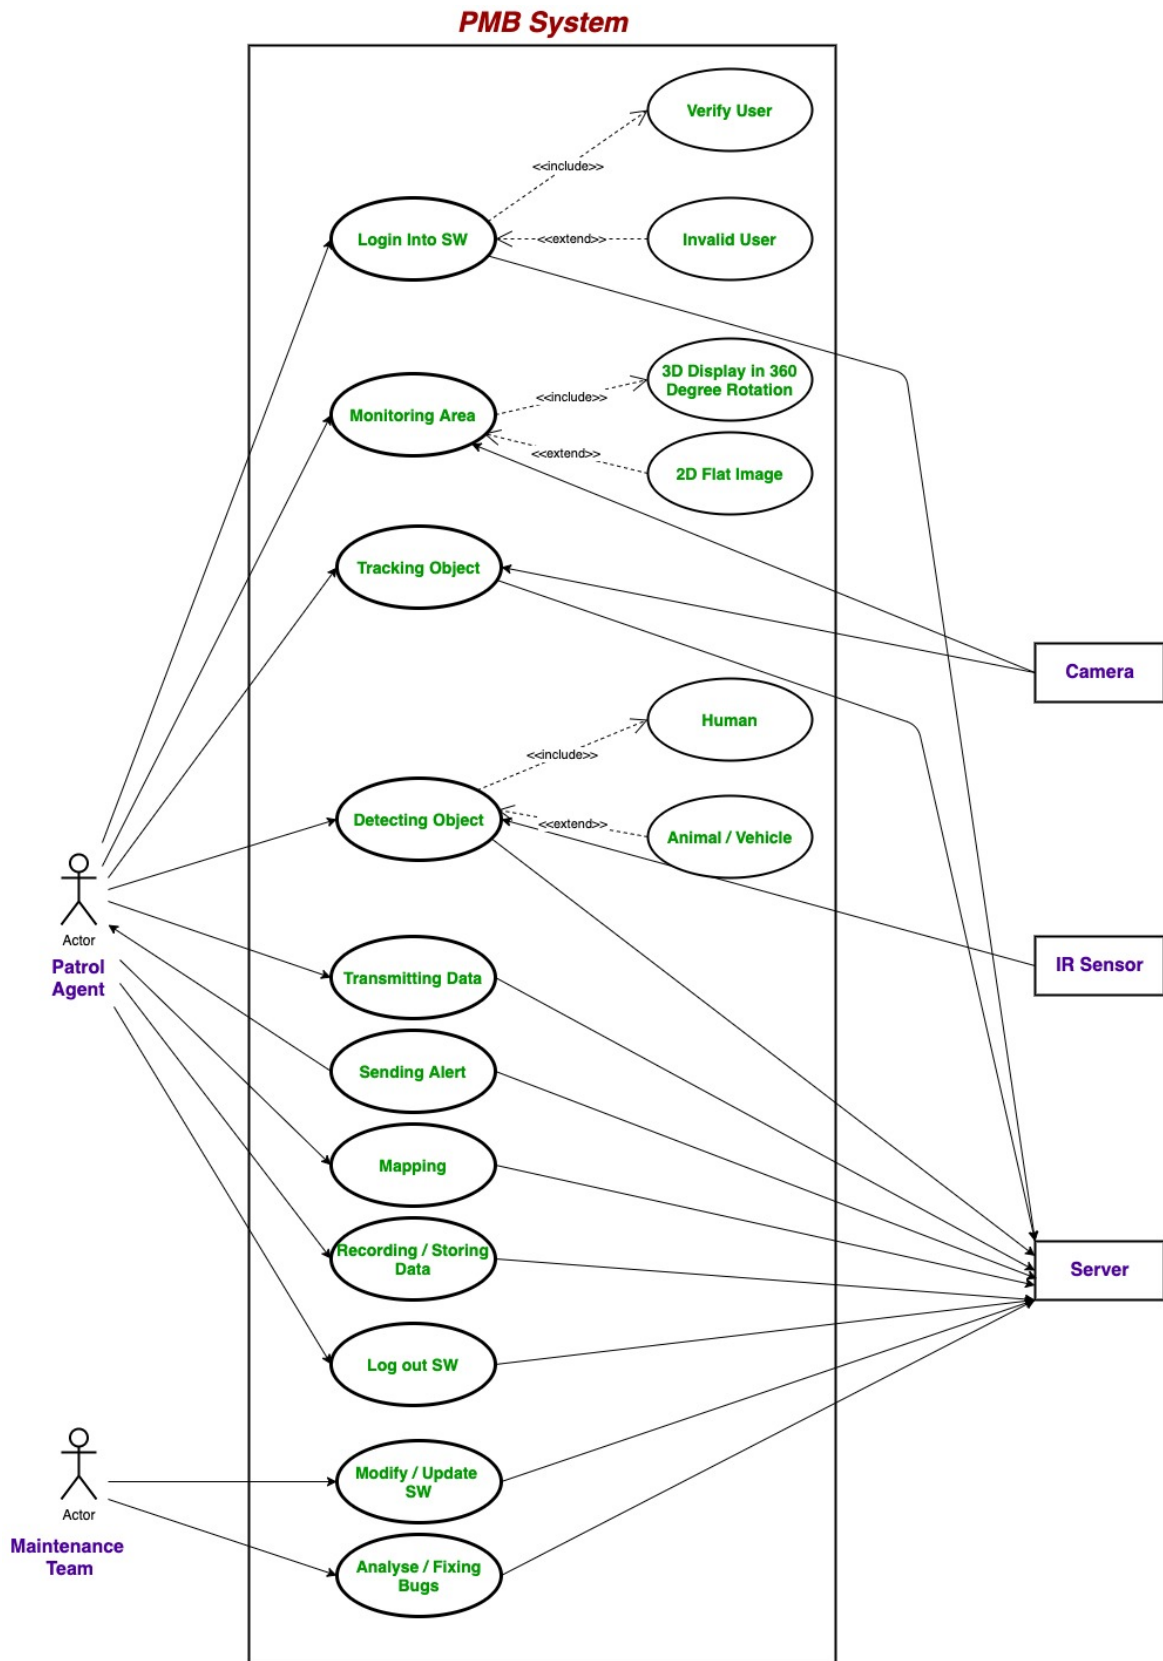 PMB System
Verify User
<<include>>
Login Into SW
<<extend>>
Invalid User
3D Display in 360
Degree Rotation
<<include>>
Monitoring Area
<<extend>>
2D Flat Image
Tracking Object
Camera
Human
<<include>>
Detecting Object
<<extend>>
Animal / Vehicle
Actor
Patrol
Agent
IR Sensor
Transmitting Data
Sending Alert
Mapping
Recording / Storing
Data
Server
Log out SW
Modify / Update
SW
Actor
Maintenance
Team
Analyse / Fixing
Bugs